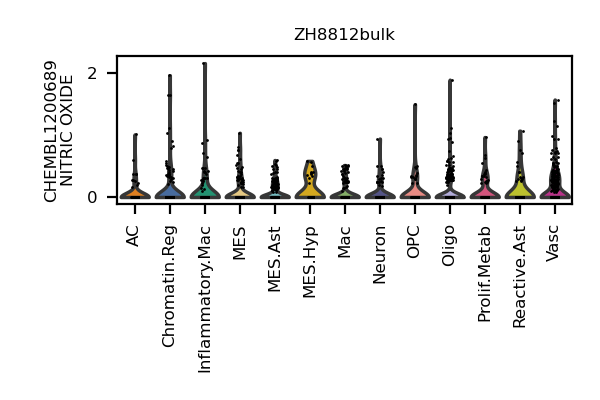 ZH8812bulk
CHEMBL1200689
NITRIC OXIDE
2
0
AC
Chromatin.Reg
Inflammatory.Mac
MES
MES.Ast
MES.Hyp
Mac
Neuron
OPC
Oligo
Prolif.Metab
Reactive.Ast
Vasc